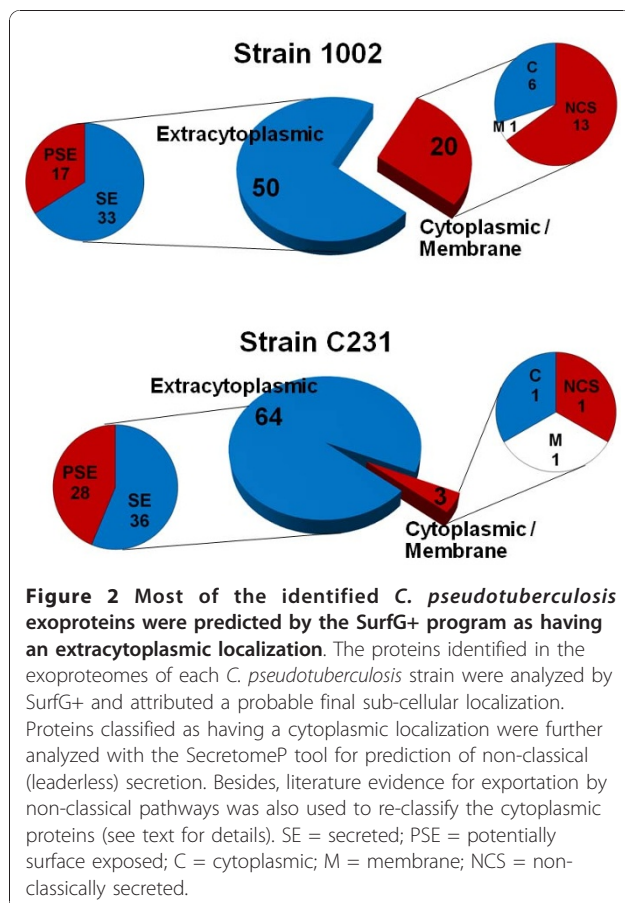 Strain 1002
Extracytoplasmic
50
20
Cytoplasmic /
Membrane
PSE
17
SE
33
C
6
NCS
13
M 1
Strain C231
Extracytoplasmic
64
3
Cytoplasmic /
Membrane
PSE
28
SE
36
C
1
NCS
1
M
1
Figure 2 Most of the identified C. pseudotuberculosis
exoproteins were predicted by the SurfG+ program as having
an extracytoplasmic localization. The proteins identified in the
exoproteomes of each C. pseudotuberculosis strain were analyzed by
SurfG+ and attributed a probable final sub-cellular localization.
Proteins classified as having a cytoplasmic localization were further
analyzed with the SecretomeP tool for prediction of non-classical
(leaderless) secretion. Besides, literature evidence for exportation by
non-classical pathways was also used to re-classify the cytoplasmic
proteins (see text for details). SE = secreted; PSE = potentially
surface exposed; C = cytoplasmic; M = membrane; NCS = non-
classically secreted.